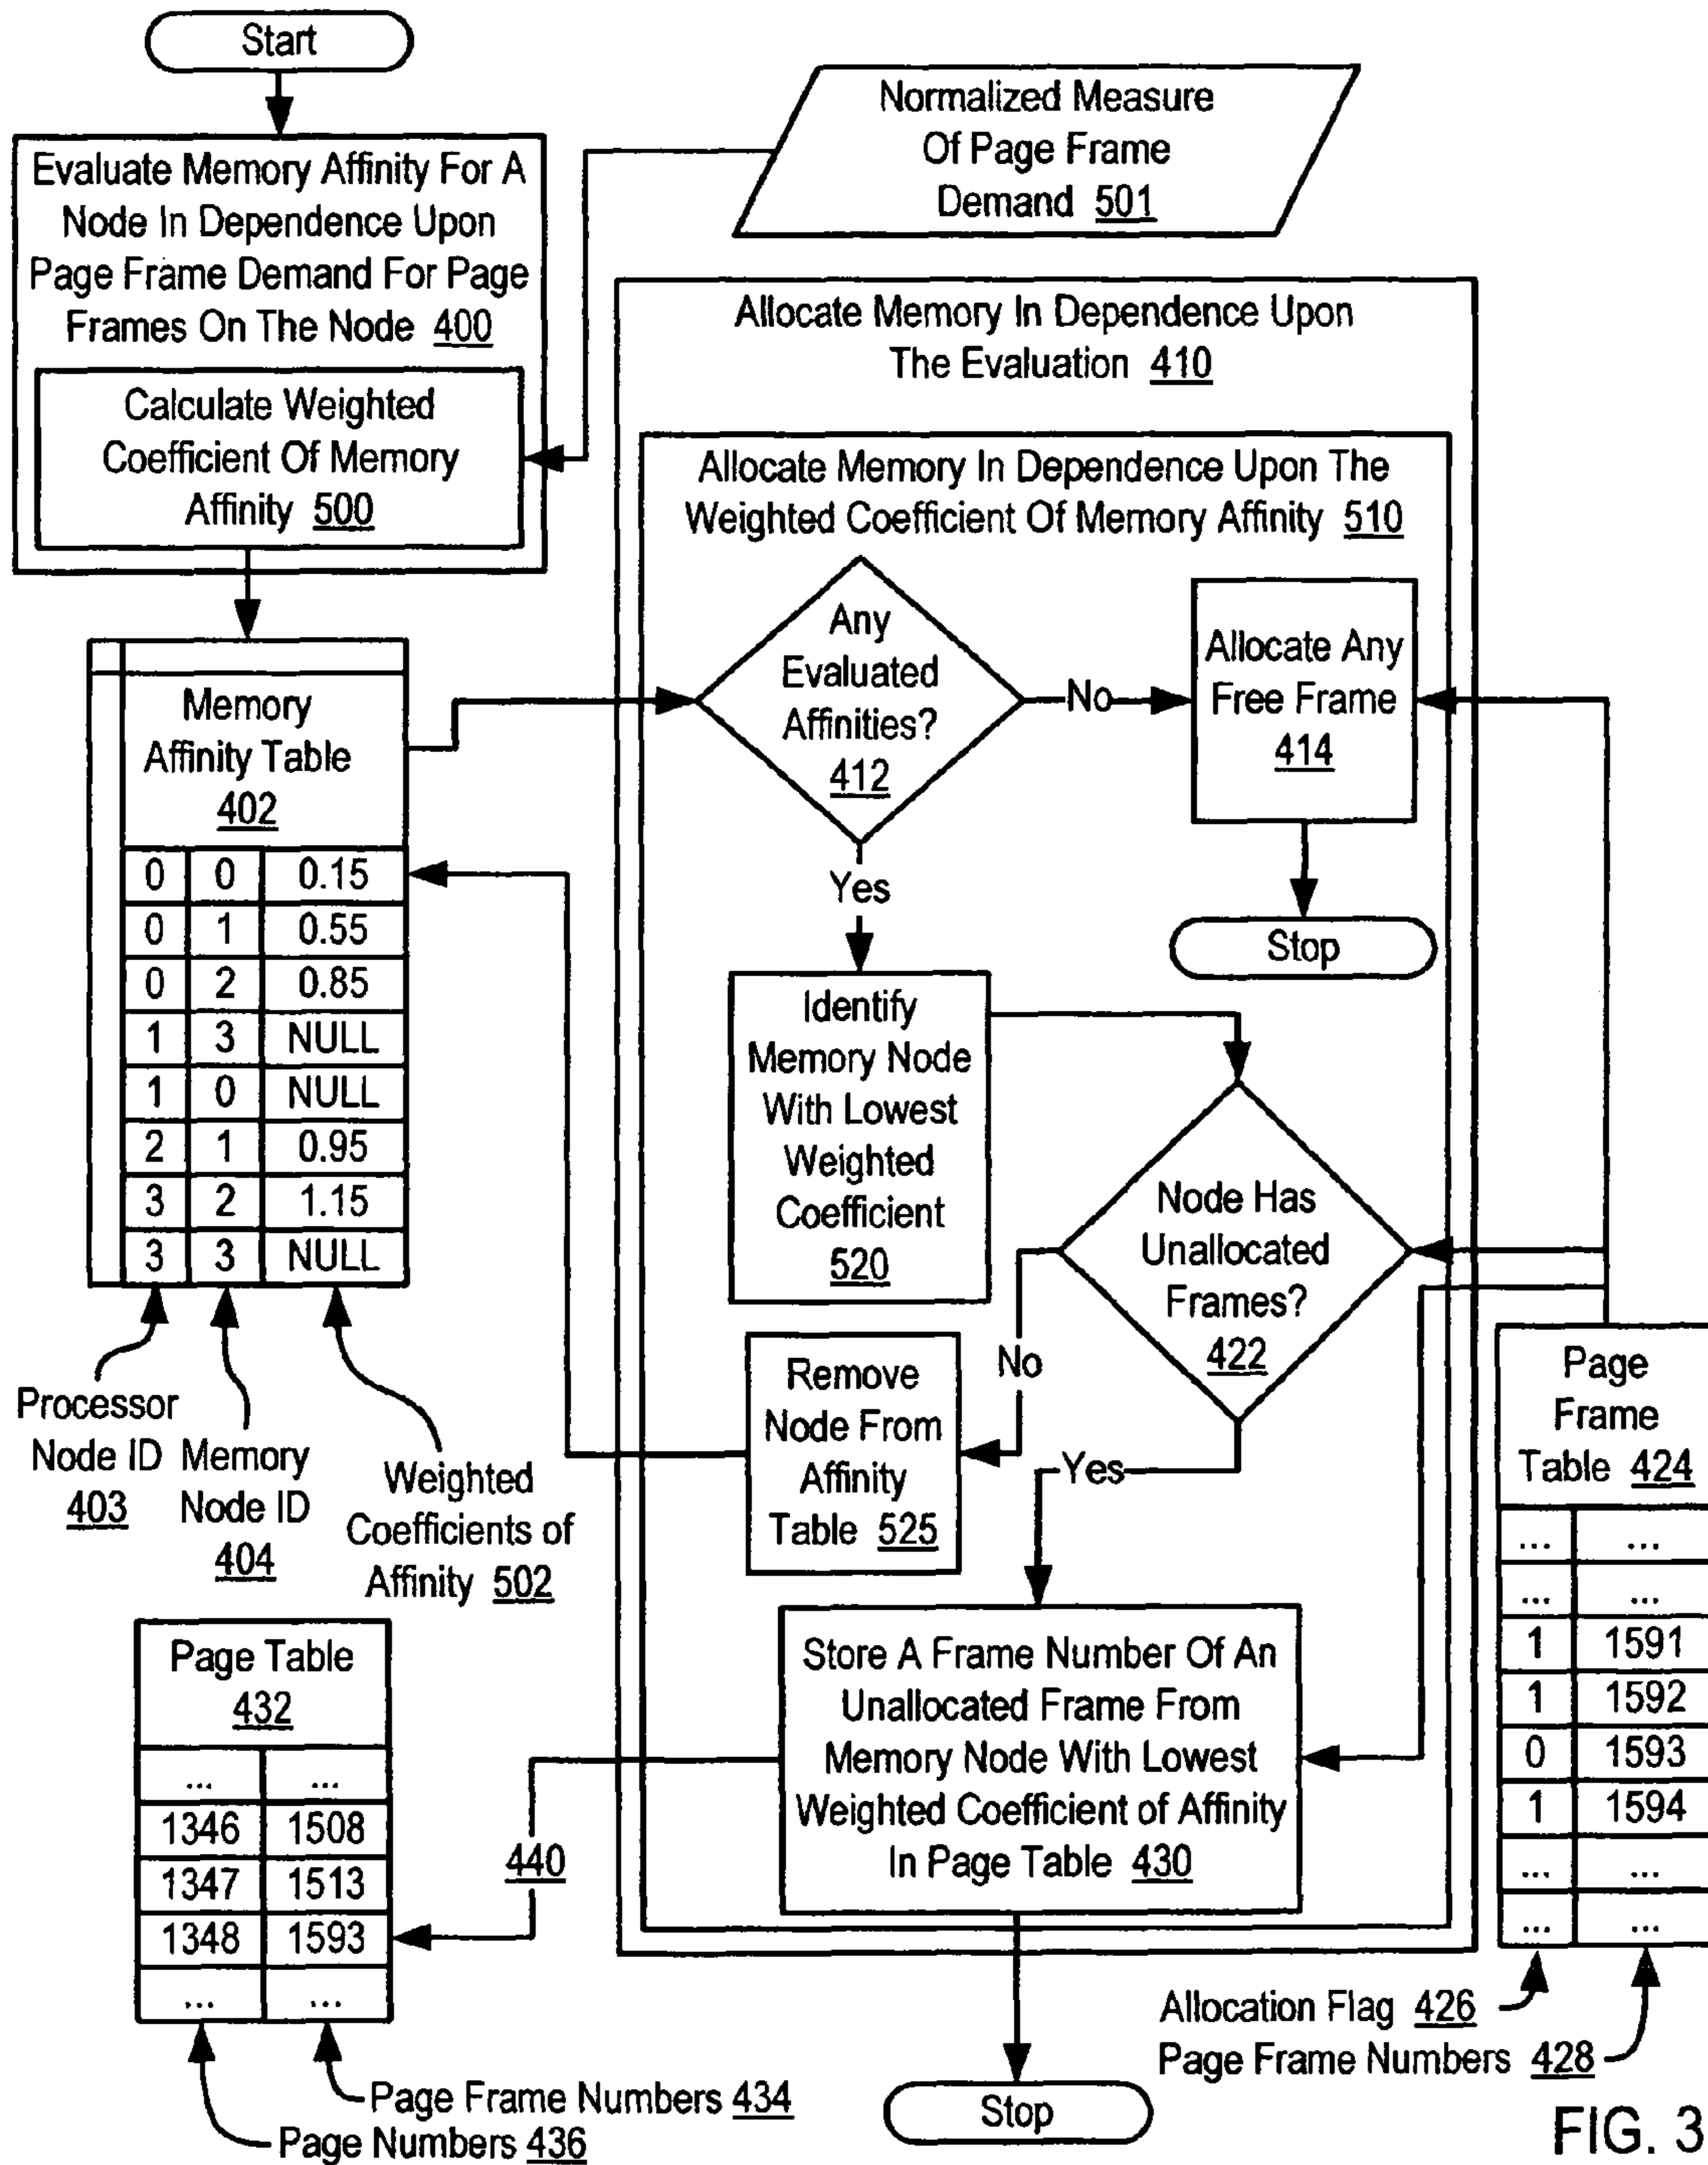 Start
Normalized Measure
Of Page Frame
Demand 501
Evaluate Memory Affinity For A
Node In Dependence Upon
Page Frame Demand For Page
Frames On The Node 400
Calculate Weighted
Coefficient Of Memory
Affinity 500
Allocate Memory In Dependence Upon
The Evaluation 410
Allocate Memory In Dependence Upon The
Weighted Coefficient Of Memory Affinity 510
Any
Evaluated
Affinities?
412
No
Allocate Any
Free Frame
414
Stop
Yes
Memory
Affinity Table
402
0 0 0.15
0 1 0.55
0 2 0.85
1 3 NULL
1 0 NULL
2 1 0.95
3 2 1.15
3 3 NULL
Processor
Node ID
403
Memory
Node ID
404
Weighted
Coefficients of
Affinity 502
Identify
Memory Node
With Lowest
Weighted
Coefficient
520
Node Has
Unallocated
Frames?
422
No
Yes
Remove
Node From
Affinity
Table 525
Page
Frame
Table 424
... ...
... ...
1 1591
1 1592
0 1593
1 1594
... ...
... ...
Allocation Flag 426
Page Frame Numbers 428
Store A Frame Number Of An
Unallocated Frame From
Memory Node With Lowest
Weighted Coefficient of Affinity
In Page Table 430
440
Page Table
432
... ...
1346 1508
1347 1513
1348 1593
... ...
Page Frame Numbers 434
Page Numbers 436
Stop
FIG. 3